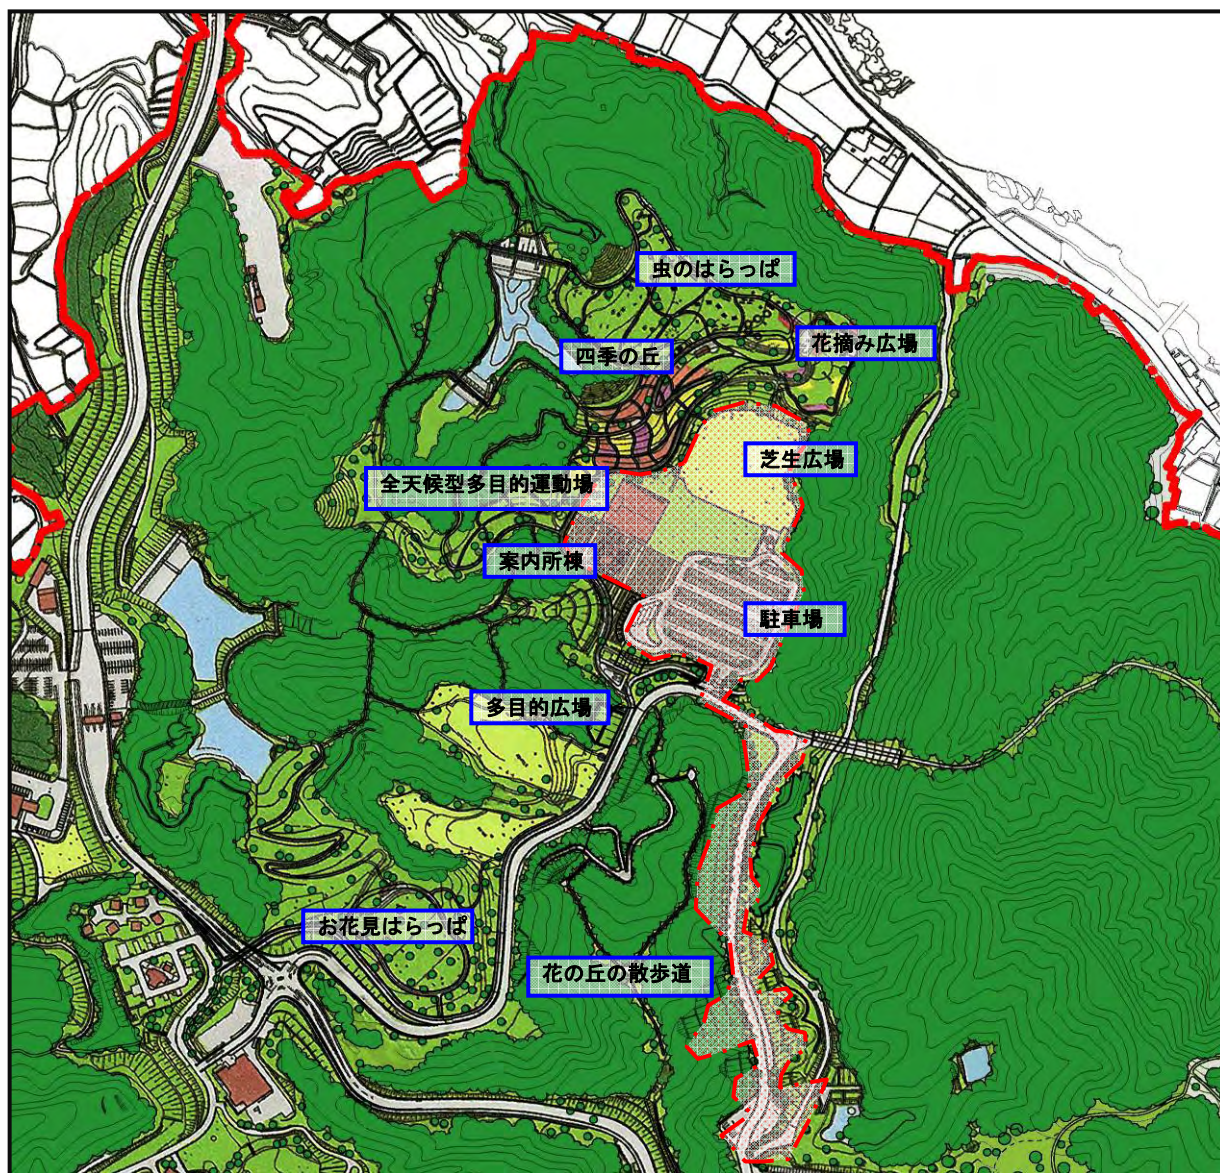 虫のはらっぱ
花摘み広場
四季の丘
芝生広場
全天候型多目的運動場
案内所棟
駐車場
多目的広場
お花見はらっぱ
花の丘の散歩道